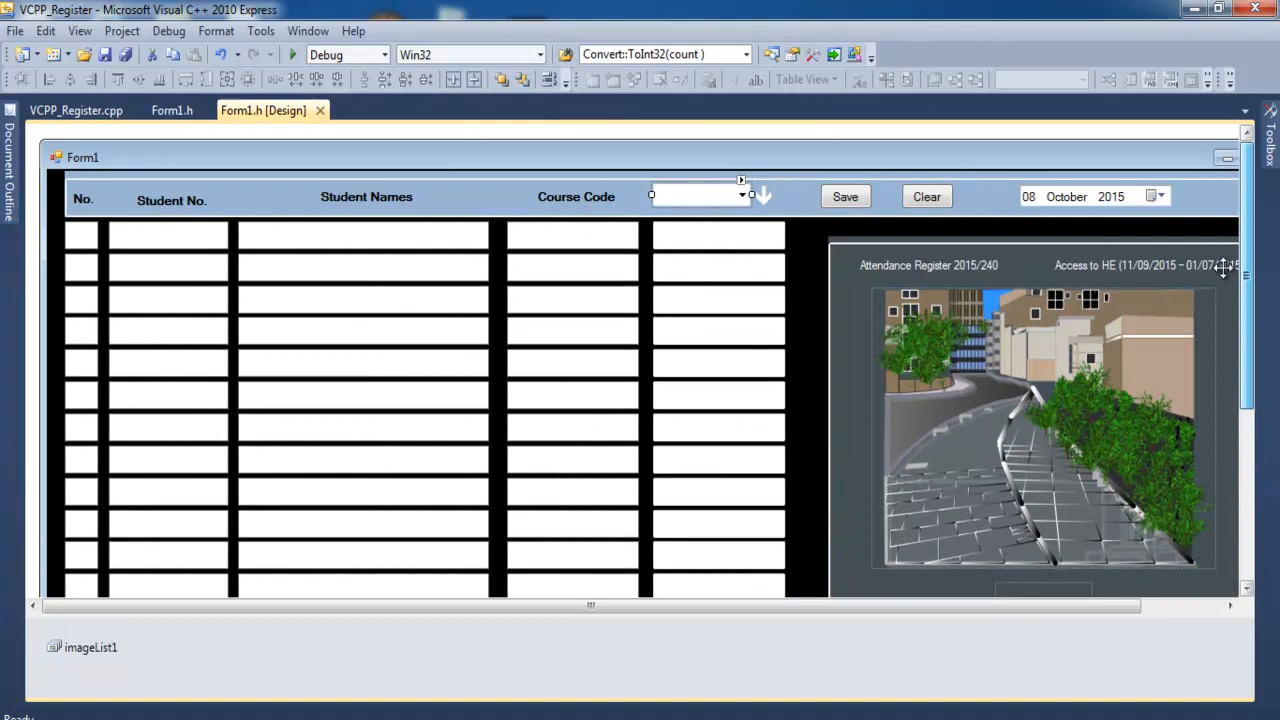 VCPP_Register - Microsoft Visual C++ 2010 Express
File Edit View Project Debug Format Tools Window Help
Debug Win32 Convert::ToInt32(count )
Table View
VCPP_Register.cpp Form1.h Form1.h [Design]
Document Outline
Toolbox
Form1
No. Student No. Student Names Course Code Save Clear 08 October 2015
Attendance Register 2015/240 Access to HE (11/09/2015 – 01/07/
imageList1
Ready